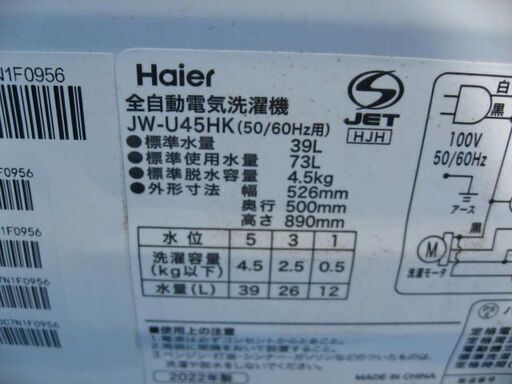 N1F0956
1F0956
1F0956
N1F0956
7N1F0956
DC7N1F0956
Haier
S
JET
HJH
全自動電気洗濯機
JW-U45HK(50/60Hz用)
●標準水量 39L
●標準使用水量 73L
●標準脱水容量 4.5kg
●外形寸法 幅 526mm
奥行 500mm
高さ 890mm
水位 5 3 1
洗濯容量(kg以下) 4.5 2.5 0.5
水量(L) 39 26 12
白
黒
100V
50/60Hz
アース
黒
M
洗濯モータ
使用上の注意
2022年製
MADE IN CHINA